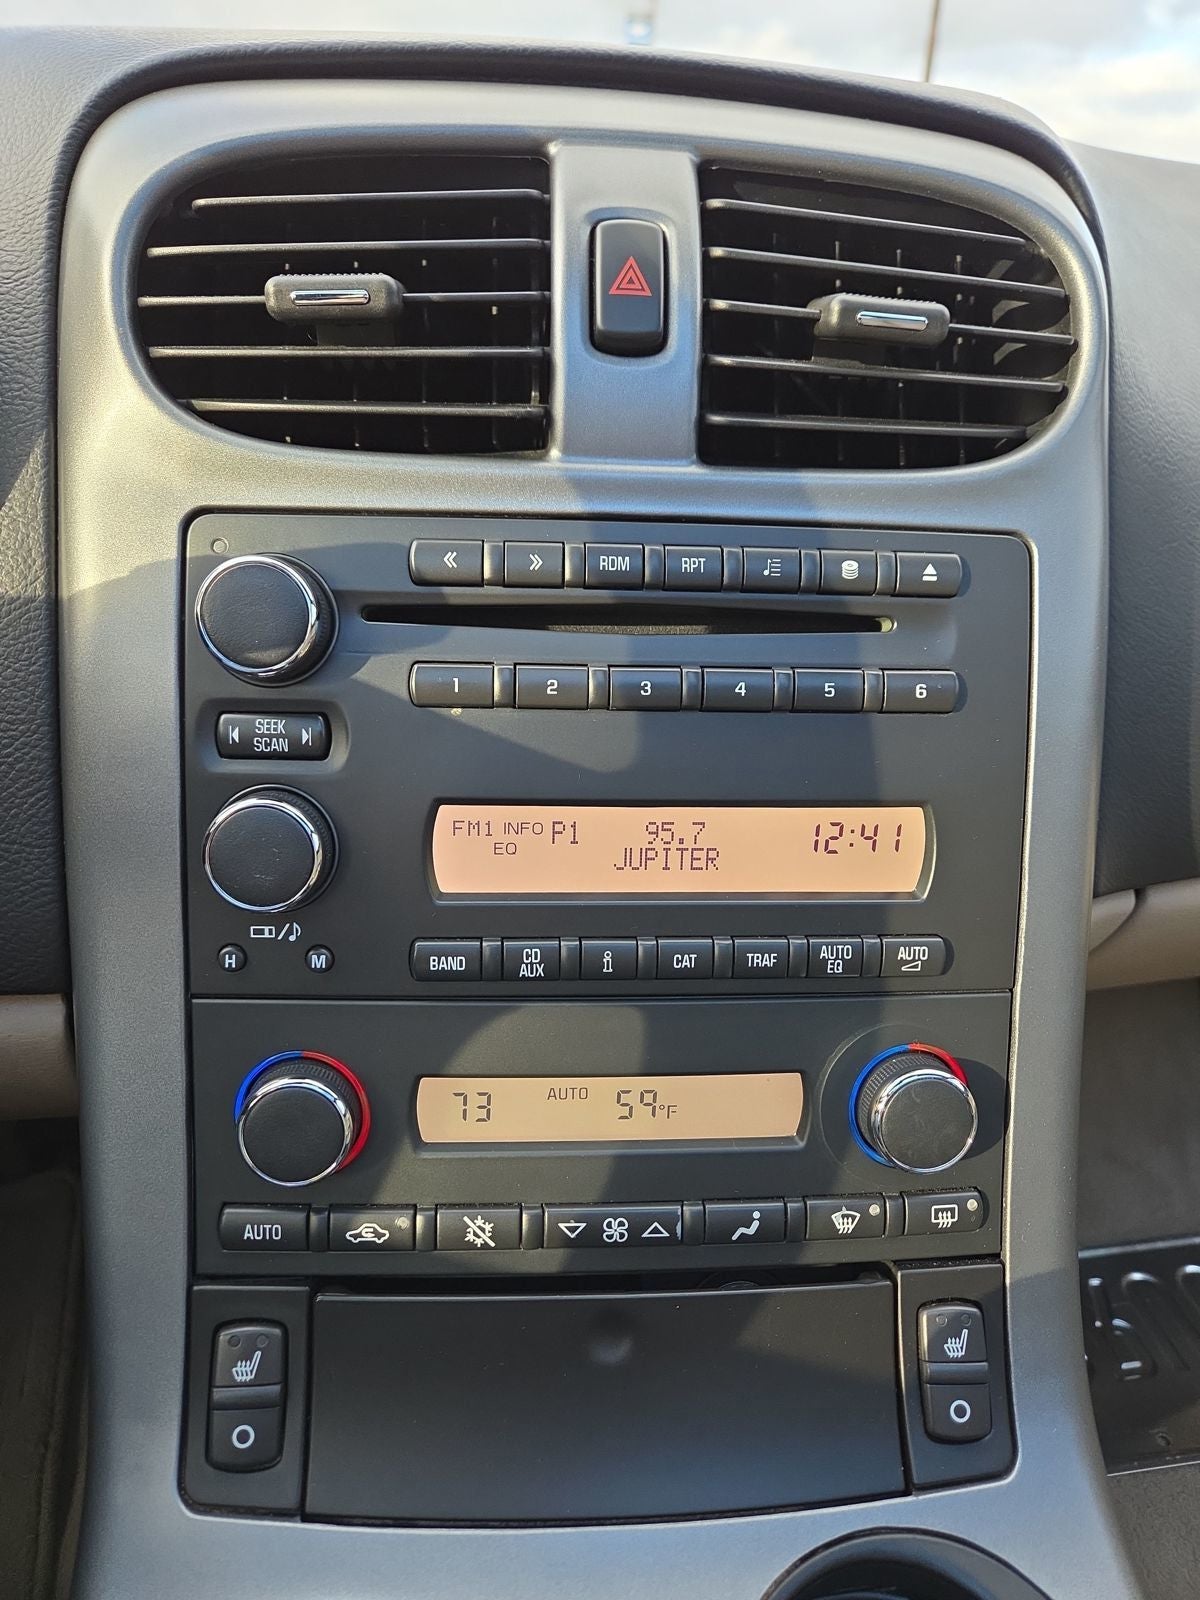 RDM RPT
1 2 3 4 5 6
SEEK
SCAN
FM1 INFO P1 95.7 12:41
EQ JUPITER
H M
BAND CD AUX i CAT TRAF AUTO EQ AUTO
73 AUTO 59°F
AUTO